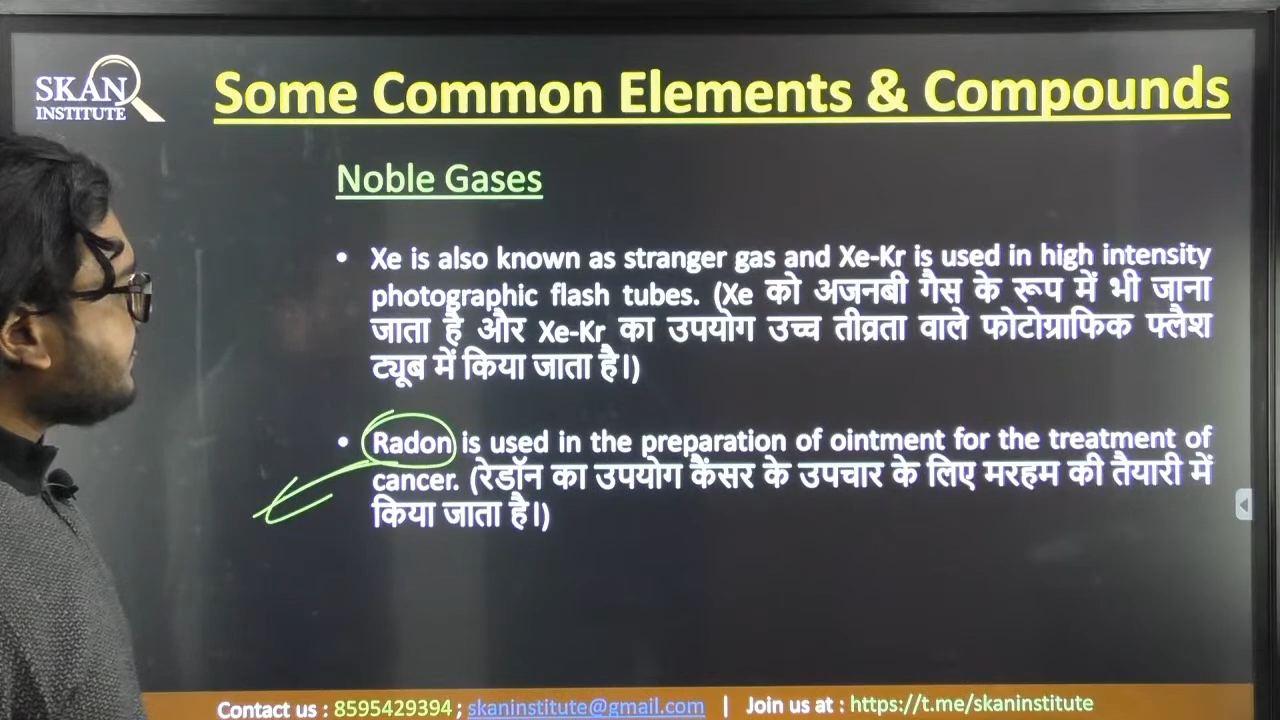 SKAN
INSTITUTE
Some Common Elements & Compounds
Noble Gases
• Xe is also known as stranger gas and Xe-Kr is used in high intensity
photographic flash tubes. (Xe को अजनबी गैस के रूप में भी जाना
जाता है और Xe-Kr का उपयोग उच्च तीव्रता वाले फोटोग्राफिक फ्लैश
ट्यूब में किया जाता है।)
• Radon is used in the preparation of ointment for the treatment of
cancer. (रेडॉन का उपयोग कैंसर के उपचार के लिए मरहम की तैयारी में
किया जाता है।)
Contact us : 8595429394 ; skaninstitute@gmail.com | Join us at : https://t.me/skaninstitute